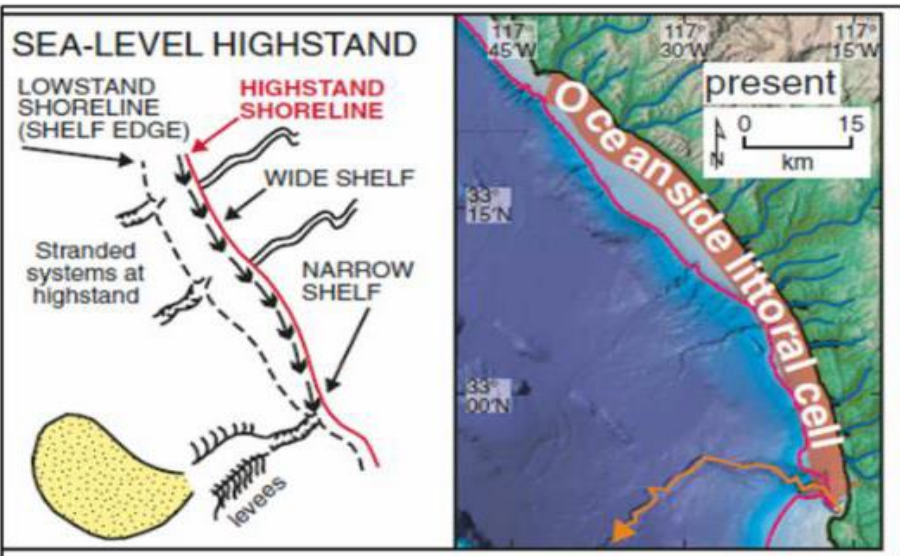 SEA-LEVEL HIGHSTAND
LOWSTAND
SHORELINE
(SHELF EDGE)
HIGHSTAND
SHORELINE
WIDE SHELF
Stranded
systems at
highstand
NARROW
SHELF
levees
117°
45'W
117°
30'W
117°
15'W
present
0 15
N
km
Oceanside littoral cell
33°
15'N
33°
00'N